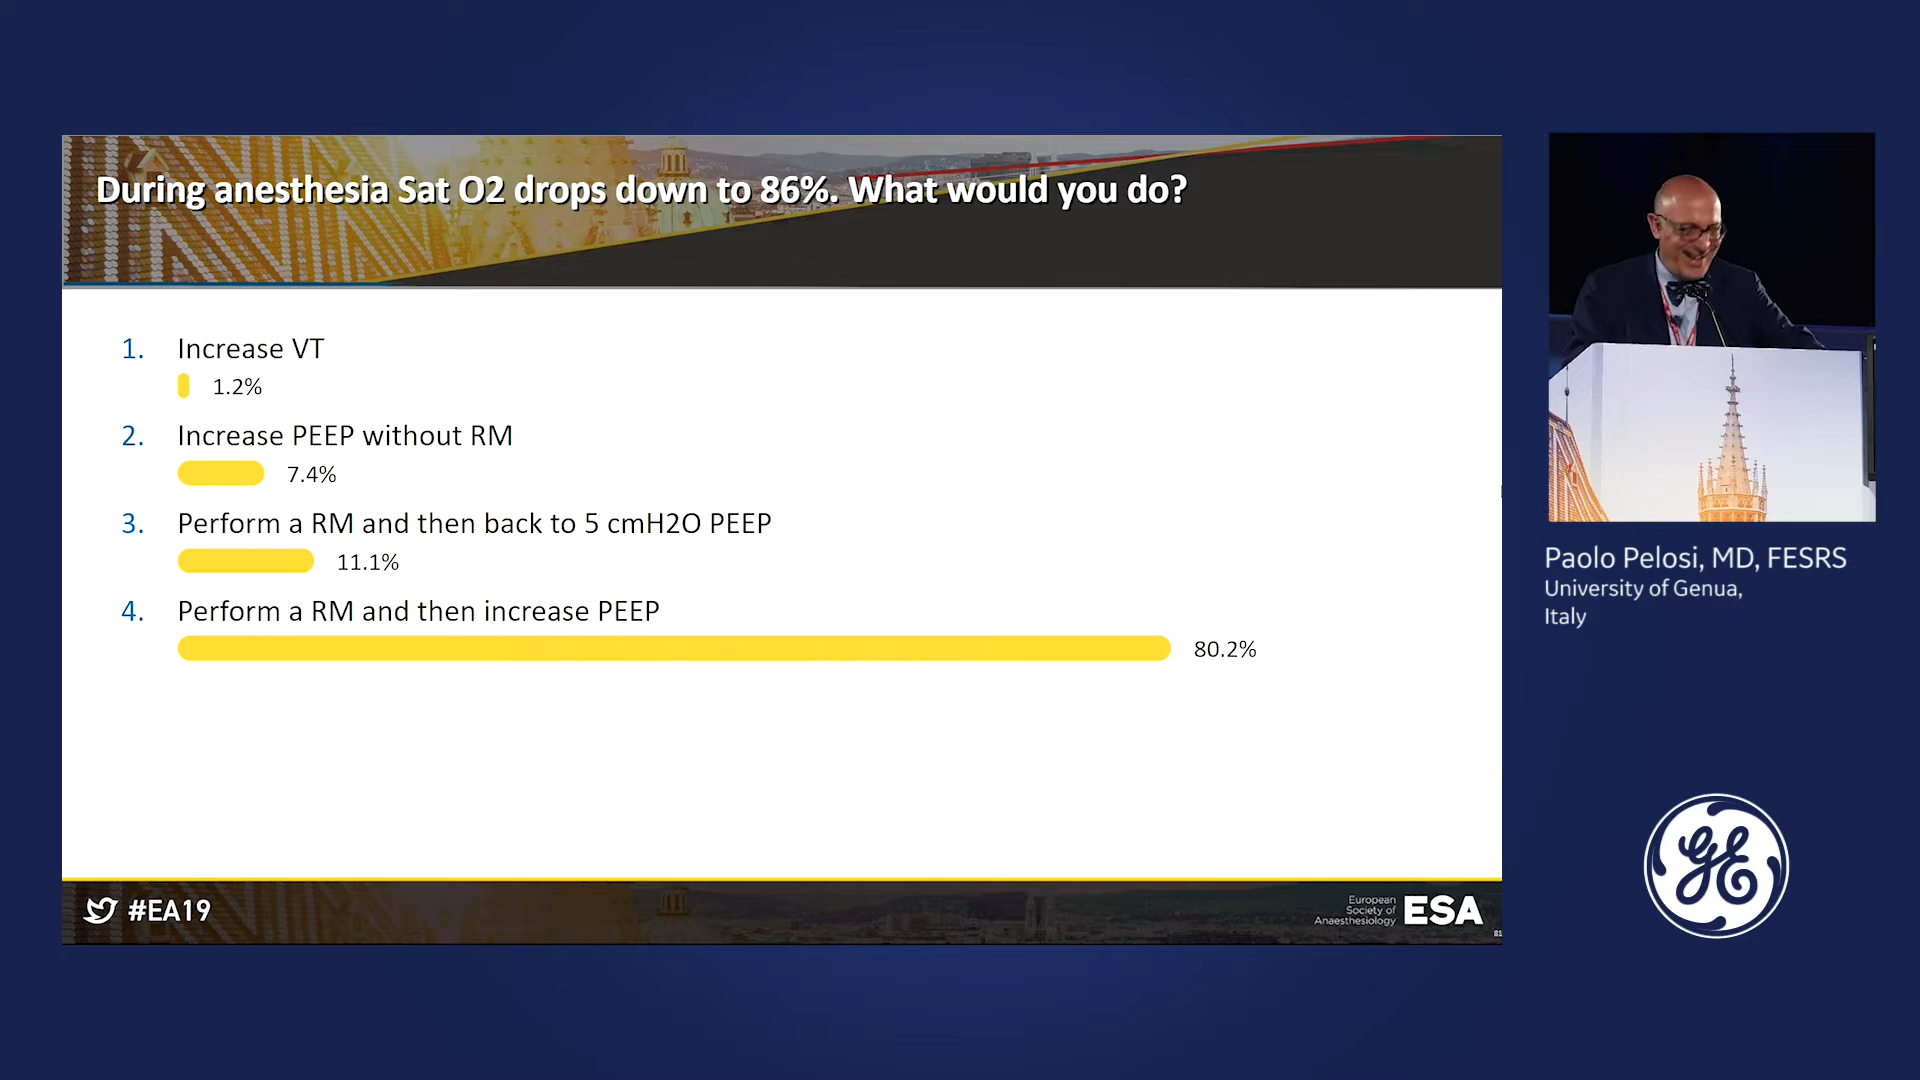 During anesthesia Sat O2 drops down to 86%. What would you do?
1. Increase VT
1.2%
2. Increase PEEP without RM
7.4%
3. Perform a RM and then back to 5 cmH2O PEEP
11.1%
4. Perform a RM and then increase PEEP
80.2%
#EA19
European
Society of
Anaesthesiology
ESA
81
Paolo Pelosi, MD, FESRS
University of Genua,
Italy
GE